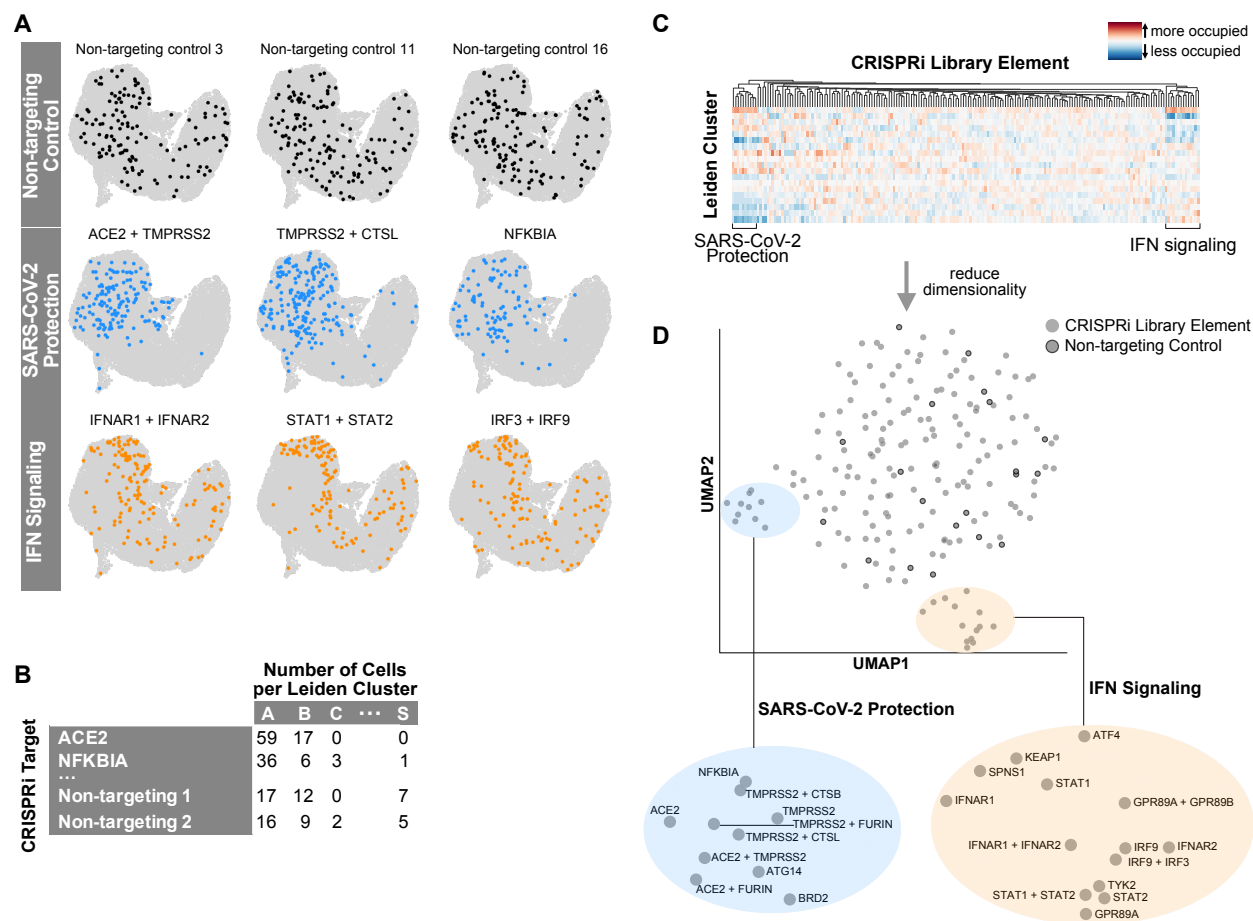 A
Non-targeting control 3
Non-targeting control 11
Non-targeting control 16
Non-targeting
Control
ACE2 + TMPRSS2
TMPRSS2 + CTSL
NFKBIA
SARS-CoV-2
Protection
IFNAR1 + IFNAR2
STAT1 + STAT2
IRF3 + IRF9
IFN Signaling
B
Number of Cells
per Leiden Cluster
CRISPRi Target
A B C ... S
ACE2 59 17 0 0
NFKBIA 36 6 3 1
...
Non-targeting 1 17 12 0 7
Non-targeting 2 16 9 2 5
C
more occupied
less occupied
CRISPRi Library Element
Leiden Cluster
SARS-CoV-2
Protection
IFN signaling
reduce
dimensionality
D
CRISPRi Library Element
Non-targeting Control
UMAP2
UMAP1
SARS-CoV-2 Protection
IFN Signaling
NFKBIA
TMPRSS2 + CTSB
ACE2
TMPRSS2
TMPRSS2 + FURIN
TMPRSS2 + CTSL
ACE2 + TMPRSS2
ATG14
ACE2 + FURIN
BRD2
ATF4
KEAP1
SPNS1
STAT1
IFNAR1
GPR89A + GPR89B
IFNAR1 + IFNAR2
IRF9
IFNAR2
IRF9 + IRF3
TYK2
STAT1 + STAT2
STAT2
GPR89A